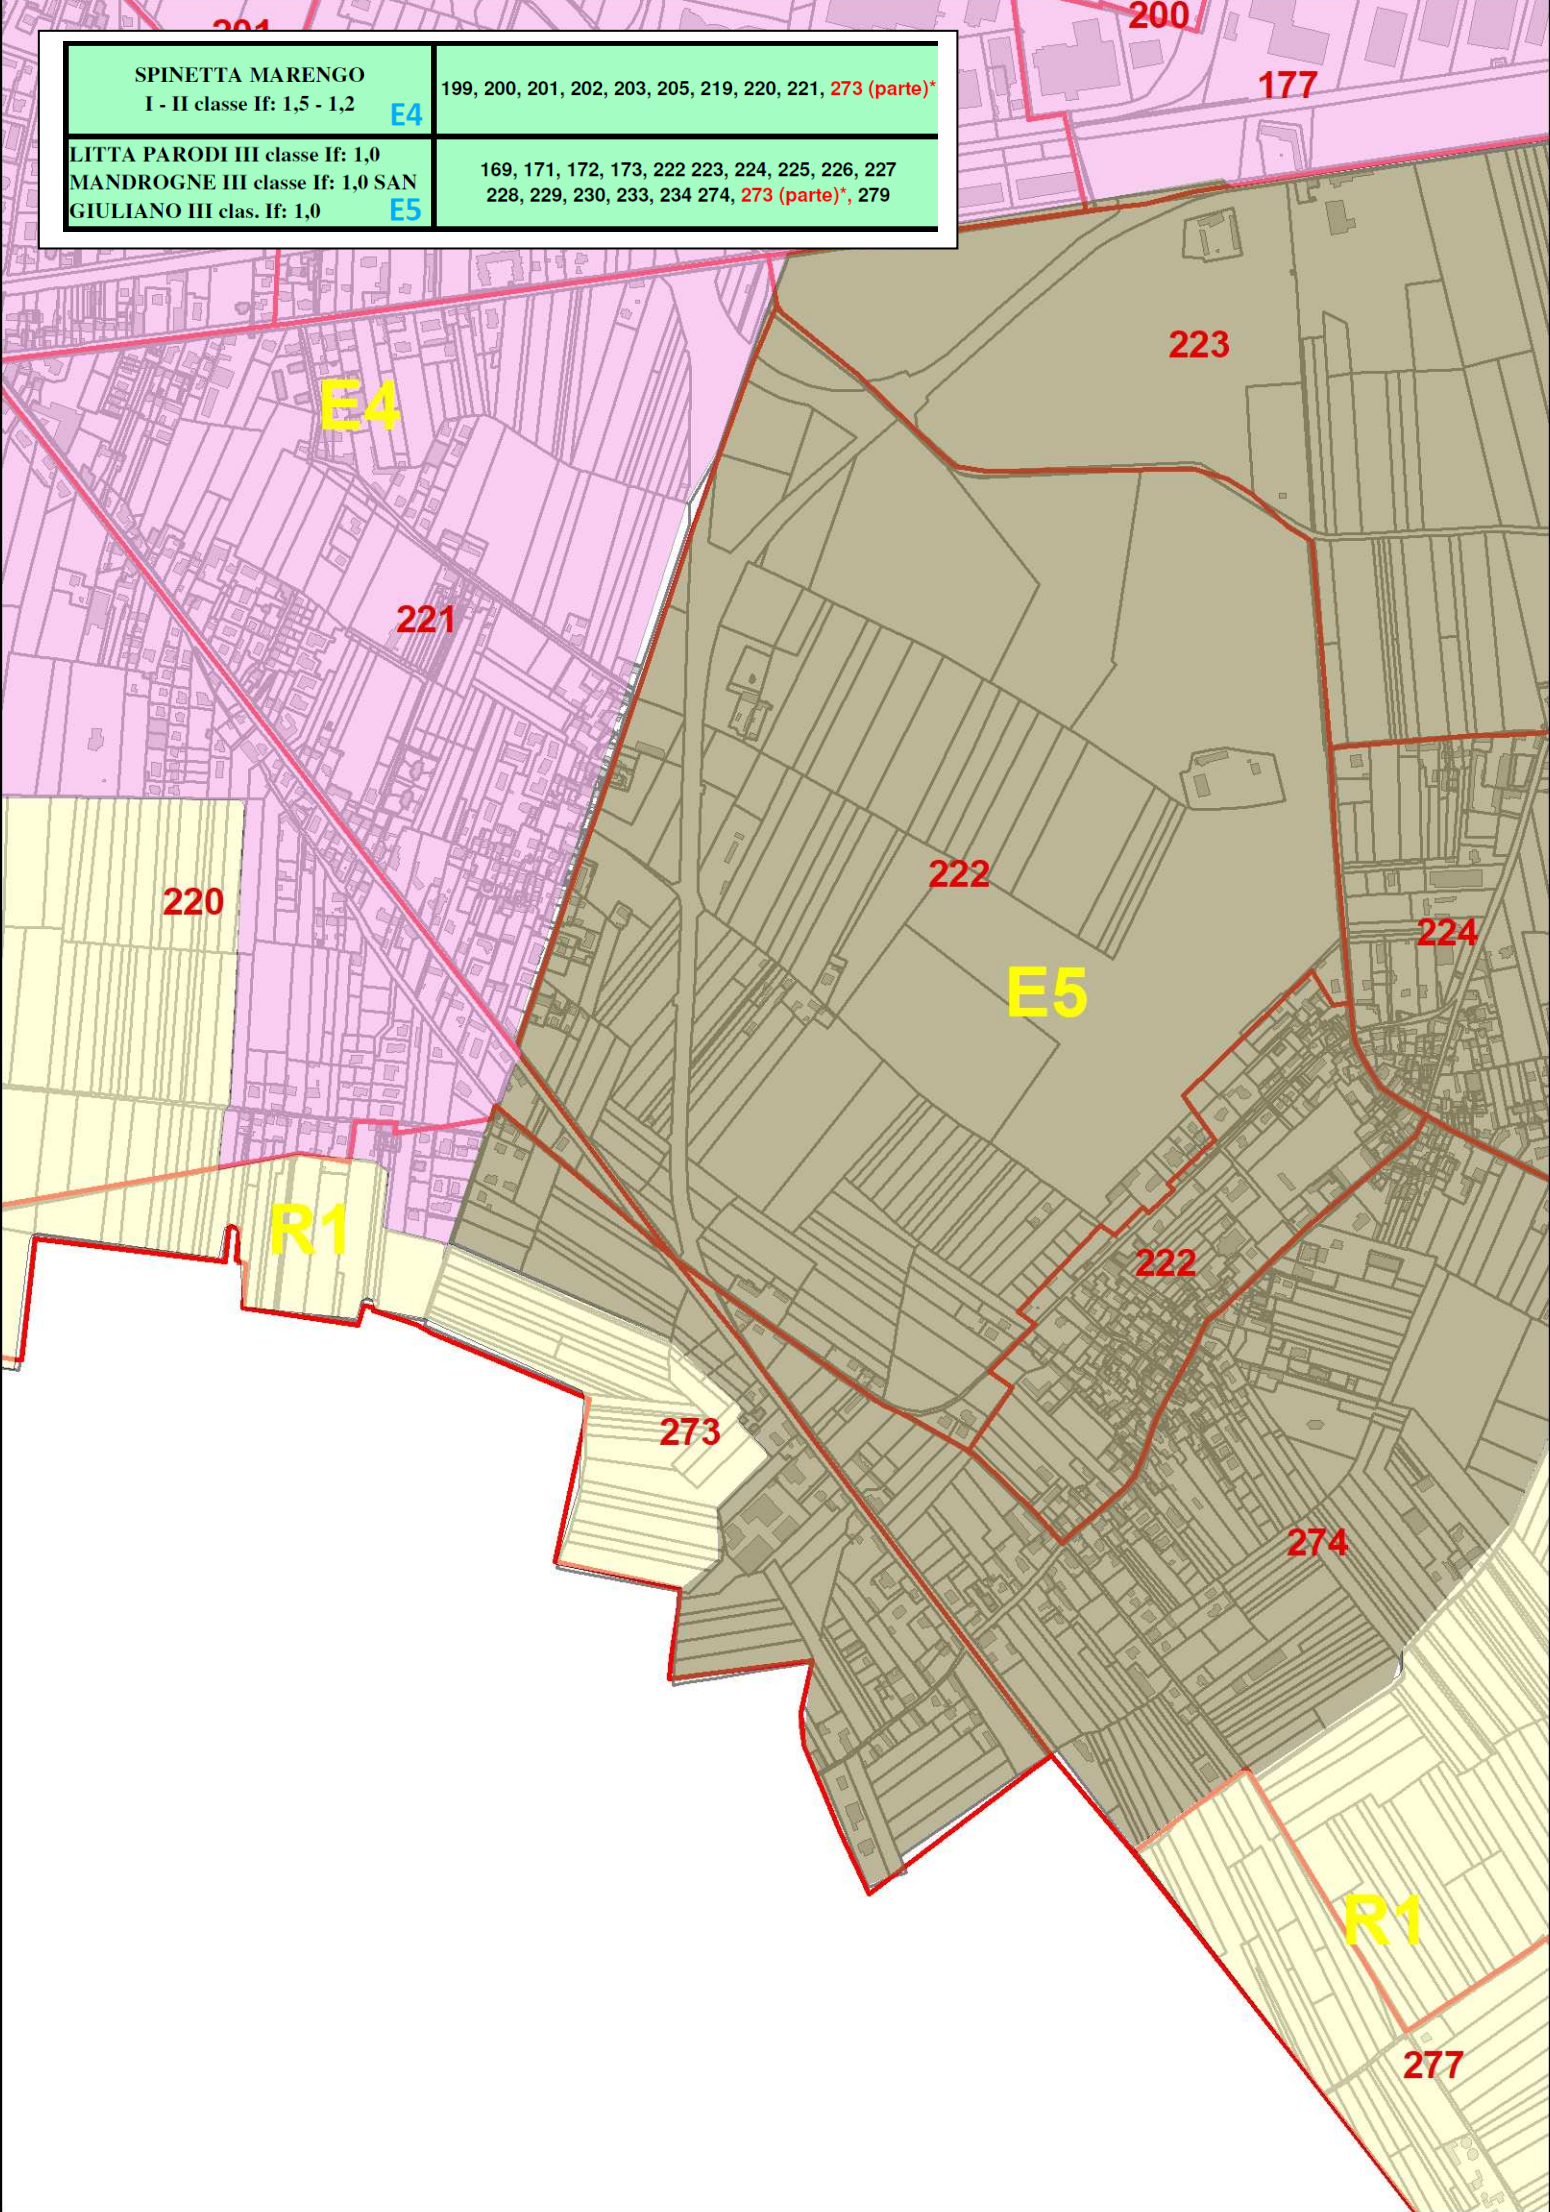 201
200
SPINETTA MARENGO
I - II classe If: 1,5 - 1,2
E4
199, 200, 201, 202, 203, 205, 219, 220, 221, 273 (parte)*
LITTA PARODI III classe If: 1,0
MANDROGNE III classe If: 1,0 SAN
GIULIANO III clas. If: 1,0
E5
169, 171, 172, 173, 222 223, 224, 225, 226, 227
228, 229, 230, 233, 234 274, 273 (parte)*, 279
177
223
E4
221
222
220
224
E5
R1
222
273
274
R1
277